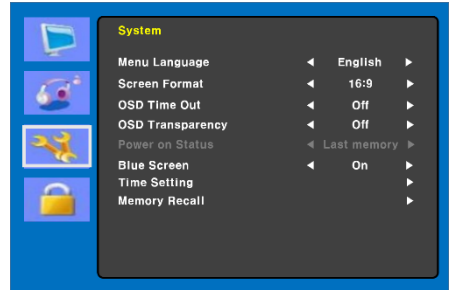 System
Menu Language ◀ English ▶
Screen Format ◀ 16:9 ▶
OSD Time Out ◀ Off ▶
OSD Transparency ◀ Off ▶
Power on Status ◀ Last memory ▶
Blue Screen ◀ On ▶
Time Setting ▶
Memory Recall ▶